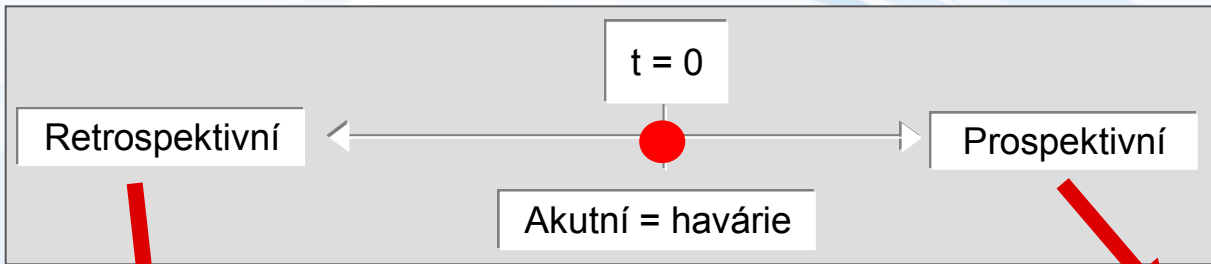 t = 0
Retrospektivní
Prospektivní
Akutní = havárie